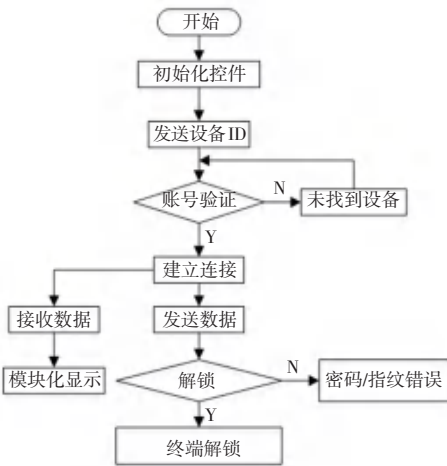 开始
初始化控件
发送设备ID
账号验证
N
未找到设备
Y
建立连接
接收数据
发送数据
模块化显示
解锁
N
密码/指纹错误
Y
终端解锁